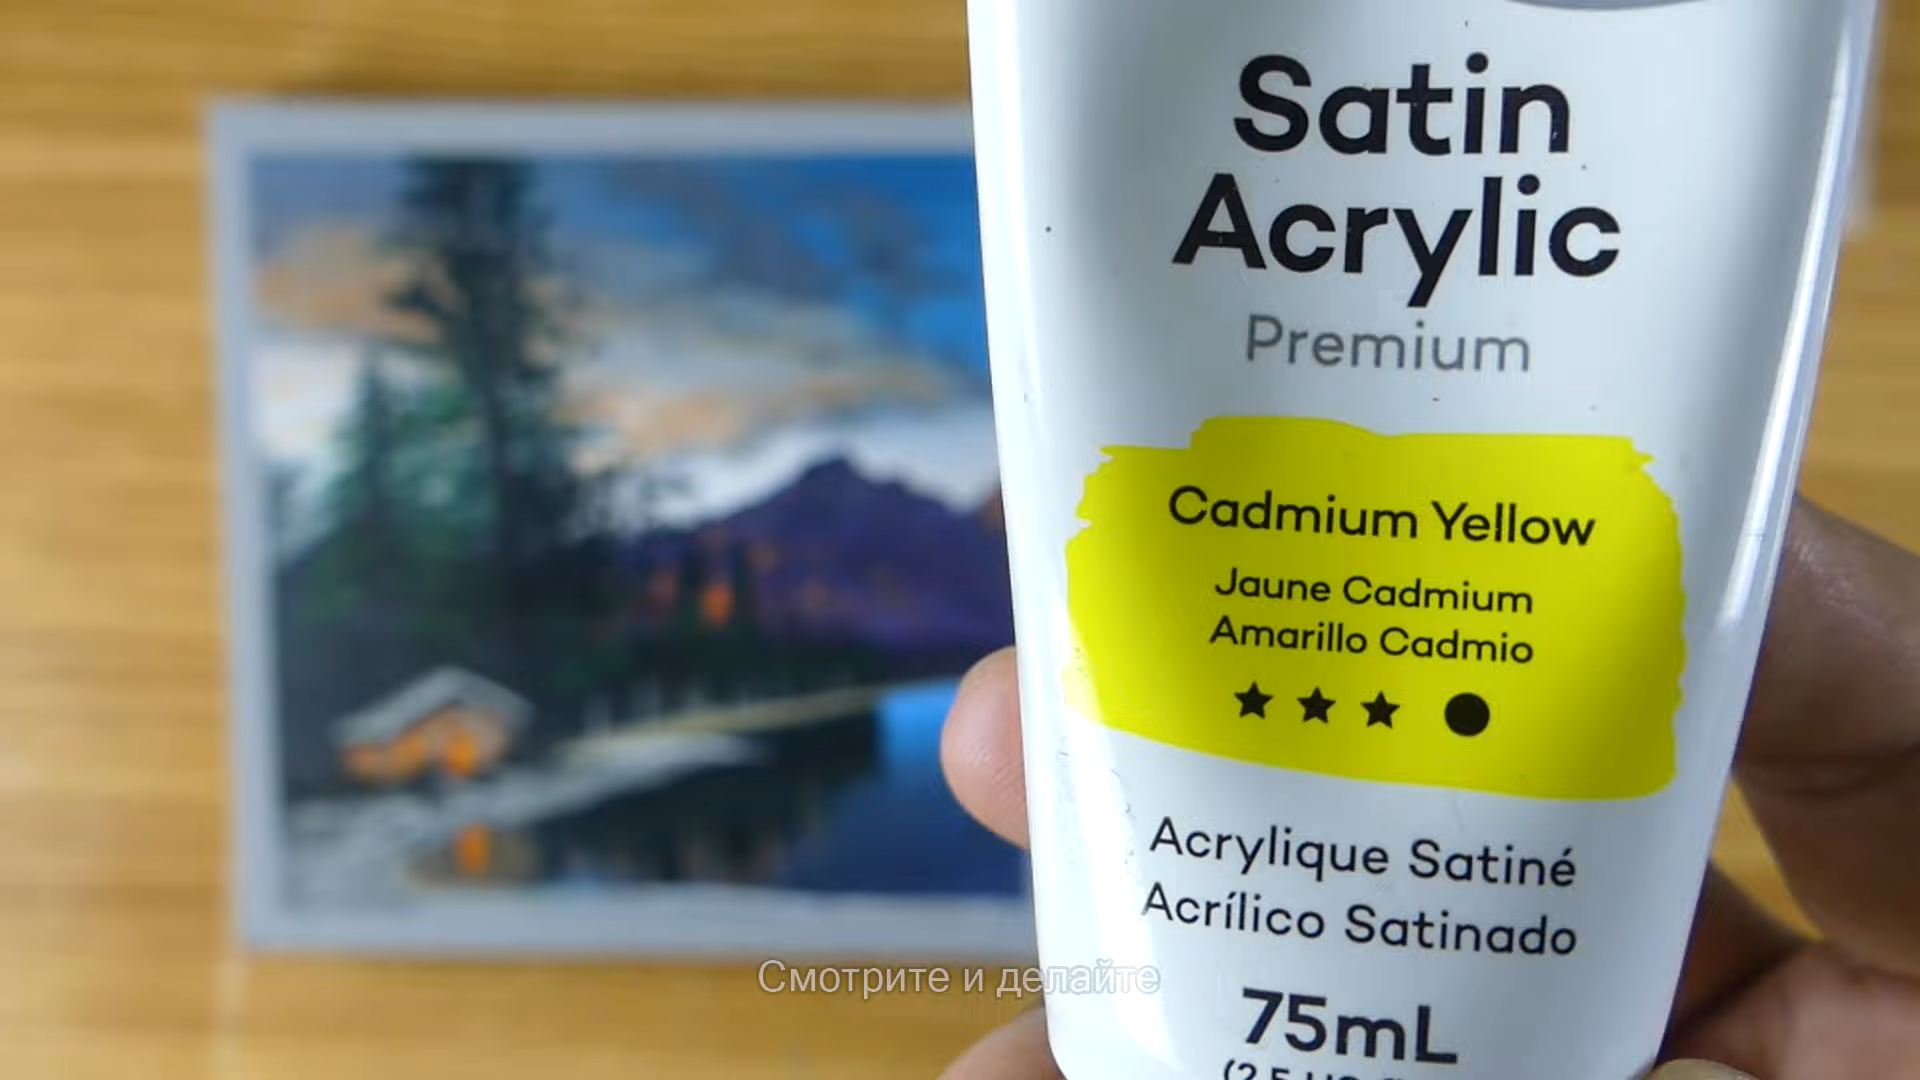 Satin
Acrylic
Premium
Cadmium Yellow
Jaune Cadmium
Amarillo Cadmio
Acrylique Satiné
Acrílico Satinado
Смотрите и делайте
75mL